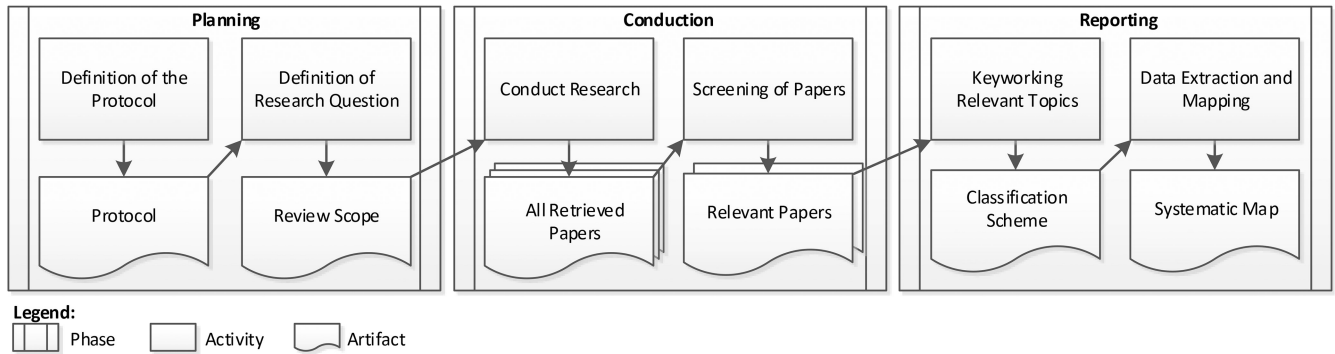 Planning
Definition of the
Protocol
Definition of
Research Question
Protocol
Review Scope
Conduction
Conduct Research
Screening of Papers
All Retrieved
Papers
Relevant Papers
Reporting
Keyworking
Relevant Topics
Data Extraction and
Mapping
Classification
Scheme
Systematic Map
Legend:
Phase
Activity
Artifact